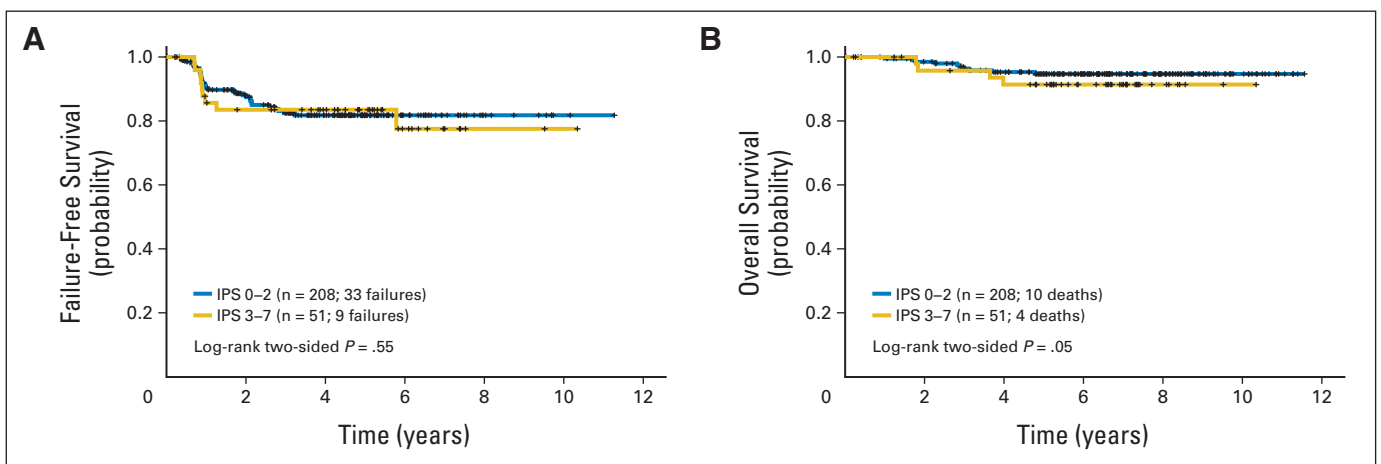 A
Failure-Free Survival
(probability)
1.0
0.8
0.6
0.4
0.2
IPS 0–2 (n = 208; 33 failures)
IPS 3–7 (n = 51; 9 failures)
Log-rank two-sided P = .55
0 2 4 6 8 10 12
Time (years)
B
Overall Survival
(probability)
1.0
0.8
0.6
0.4
0.2
IPS 0–2 (n = 208; 10 deaths)
IPS 3–7 (n = 51; 4 deaths)
Log-rank two-sided P = .05
0 2 4 6 8 10 12
Time (years)